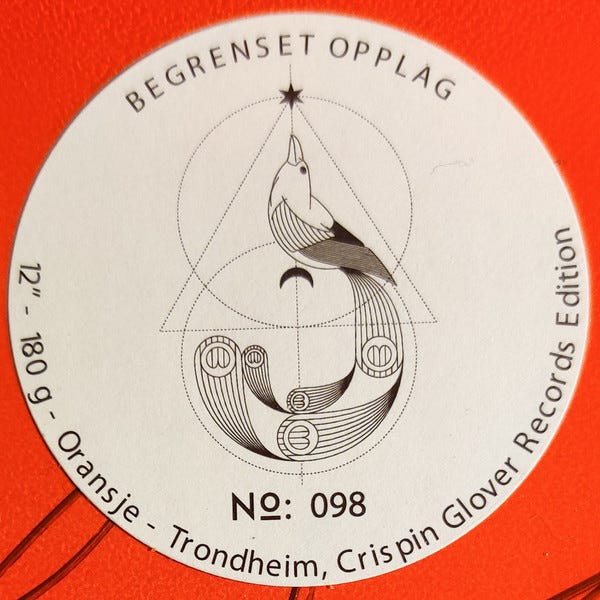 BEGRENSET OPPLAG
No: 098
12" - 180 g - Oransje - Trondheim, Crispin Glover Records Edition